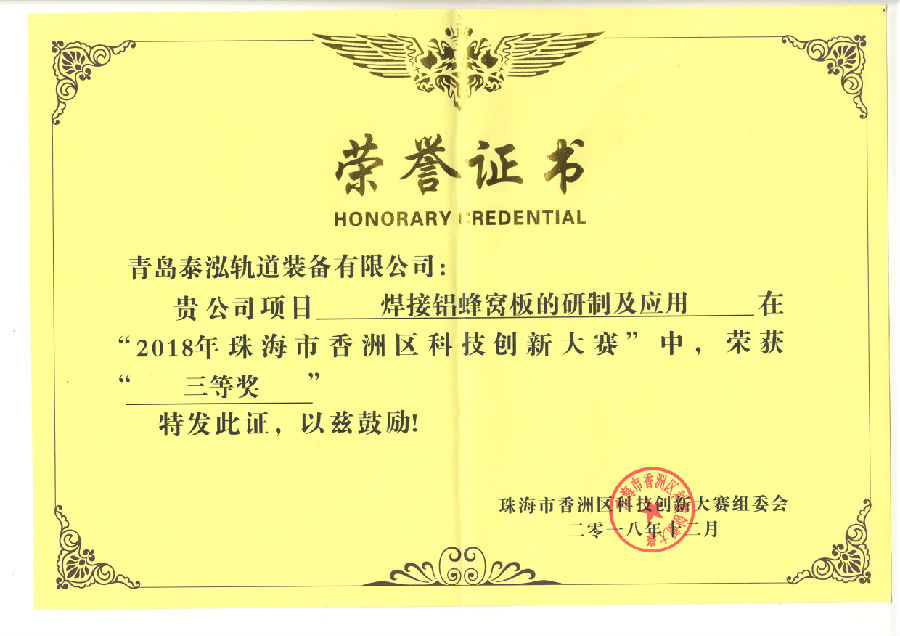 荣誉证书
HONORARY CREDENTIAL
青岛泰泓轨道装备有限公司：
贵公司项目 焊接铝蜂窝板的研制及应用 在
“2018年珠海市香洲区科技创新大赛”中，荣获
“ 三等奖 ”
特发此证，以兹鼓励!
珠海市香洲区科技创新大赛组委会
二零一八年十二月